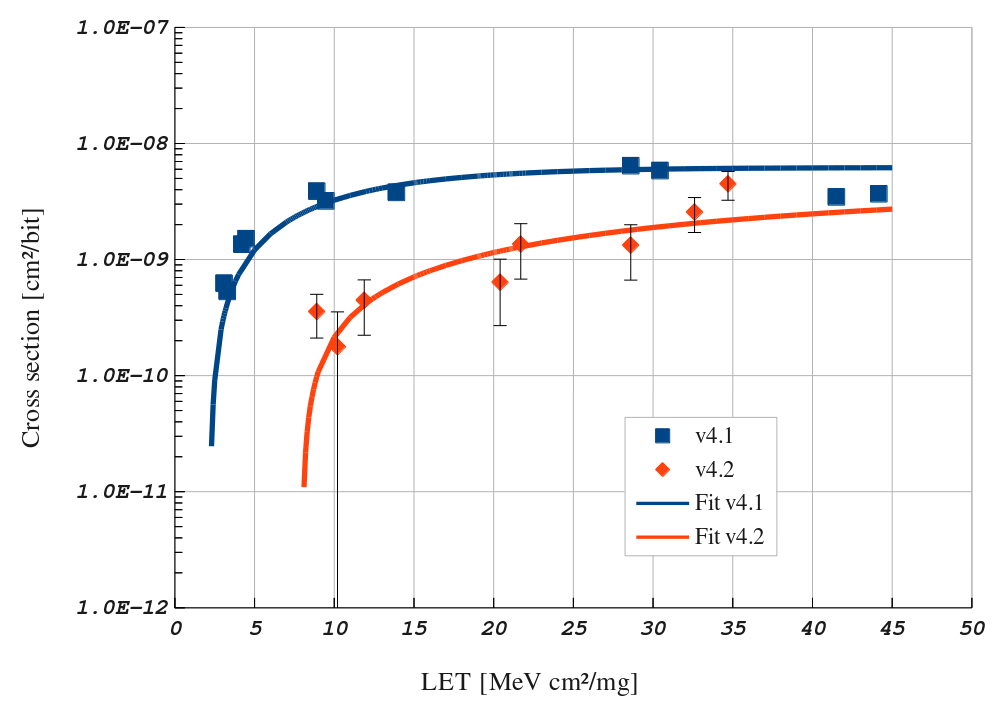 1.0E-07
1.0E-08
1.0E-09
1.0E-10
1.0E-11
1.0E-12
Cross section [cm²/bit]
v4.1
v4.2
Fit v4.1
Fit v4.2
0 5 10 15 20 25 30 35 40 45 50
LET [MeV cm²/mg]